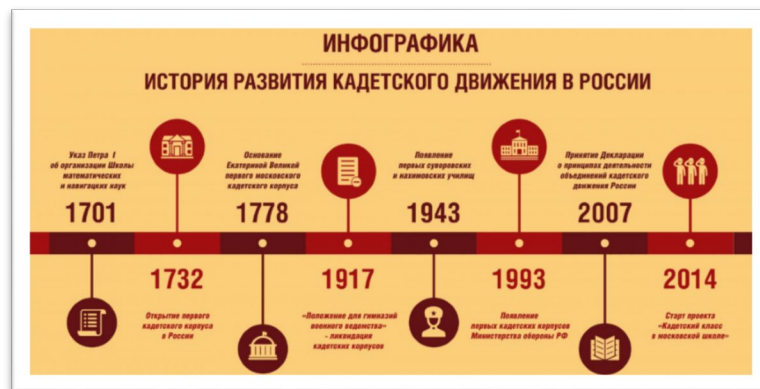 ИНФОГРАФИКА
ИСТОРИЯ РАЗВИТИЯ КАДЕТСКОГО ДВИЖЕНИЯ В РОССИИ
Указ Петра I
об организации Школы
математических
и навигацких наук
1701
1732
Открытие первого
кадетского корпуса
в России
Основание
Екатериной Великой
первого московского
кадетского корпуса
1778
1917
«Положение для гимназий
военного ведомства»
- ликвидация
кадетских корпусов
Появление
первых суворовских
и нахимовских училищ
1943
1993
Появление
первых кадетских корпусов
Министерства обороны РФ
Принятие Декларации
о принципах деятельности
объединений кадетского
движения России
2007
2014
Старт проекта
«Кадетский класс
в московской школе»